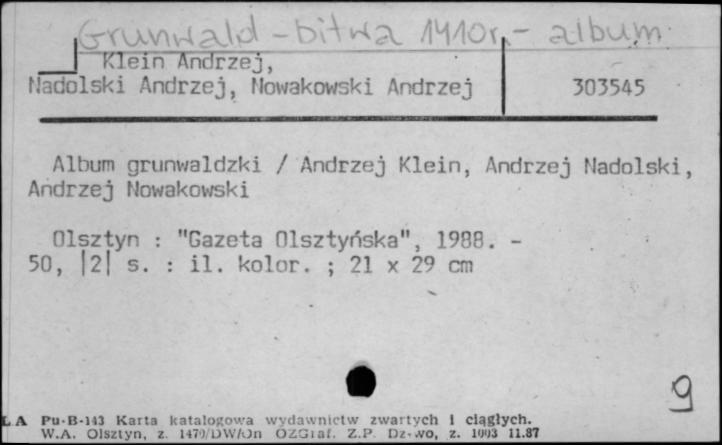 Grunwald - bitwa 1410r. - album
Klein Andrzej,
Nadolski Andrzej, Nowakowski Andrzej
303545
Album grunwaldzki / Andrzej Klein, Andrzej Nadolski,
Andrzej Nowakowski
Olsztyn : "Gazeta Olsztyńska", 1988. -
50, |2| s. : il. kolor. ; 21 x 29 cm
9
LA Pu-B-143 Karta katalogowa wydawnictw zwartych i ciągłych.
W.A. Olsztyn, z. 1470/DW/On OZGraf. Z.P. Dz-wo, z. 1003 11.87